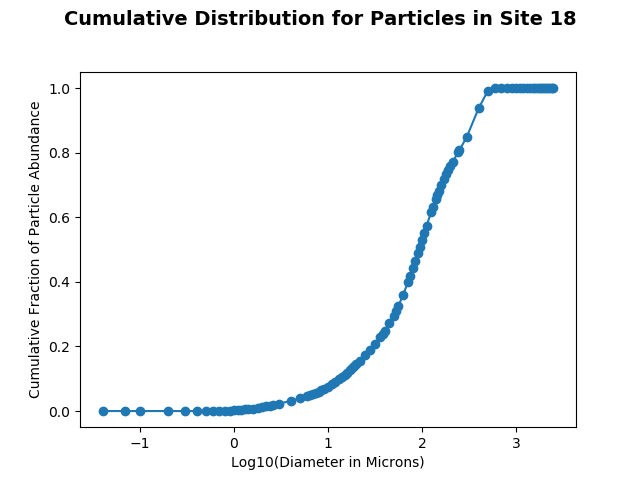 Cumulative Distribution for Particles in Site 18
Cumulative Fraction of Particle Abundance
1.0
0.8
0.6
0.4
0.2
0.0
−1 0 1 2 3
Log10(Diameter in Microns)